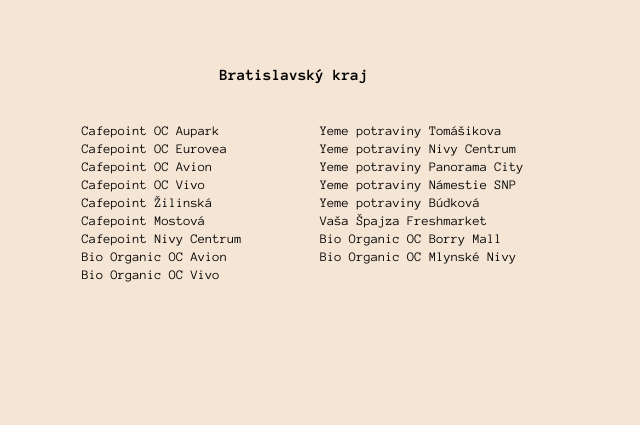 Bratislavský kraj
Cafepoint OC Aupark
Cafepoint OC Eurovea
Cafepoint OC Avion
Cafepoint OC Vivo
Cafepoint Žilinská
Cafepoint Mostová
Cafepoint Nivy Centrum
Bio Organic OC Avion
Bio Organic OC Vivo
Yeme potraviny Tomášikova
Yeme potraviny Nivy Centrum
Yeme potraviny Panorama City
Yeme potraviny Námestie SNP
Yeme potraviny Búdková
Vaša Špajza Freshmarket
Bio Organic OC Borry Mall
Bio Organic OC Mlynské Nivy